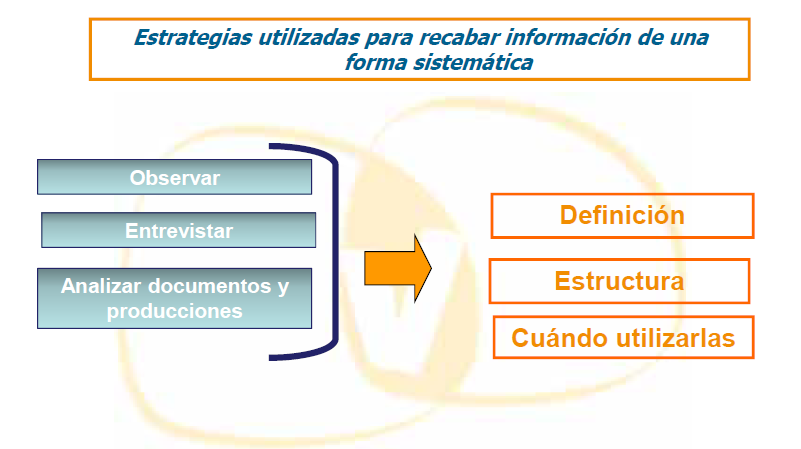 Estrategias utilizadas para recabar información de una
forma sistemática
Observar
Entrevistar
Analizar documentos y
producciones
Definición
Estructura
Cuándo utilizarlas